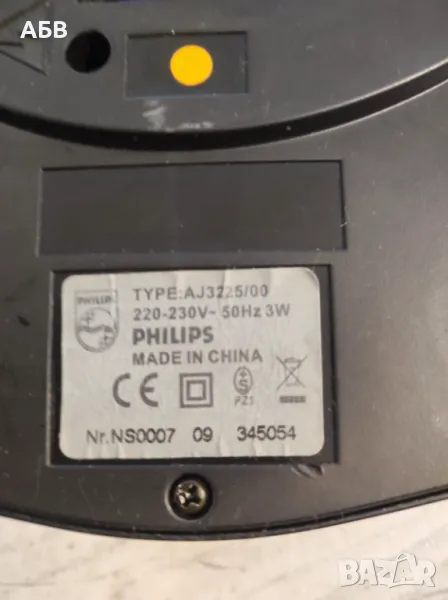 АБВ
PHILIPS
TYPE:AJ3225/00
220-230V~ 50Hz 3W
PHILIPS
MADE IN CHINA
CE
S
PZ1
Nr.NS0007 09 345054
BAZAR